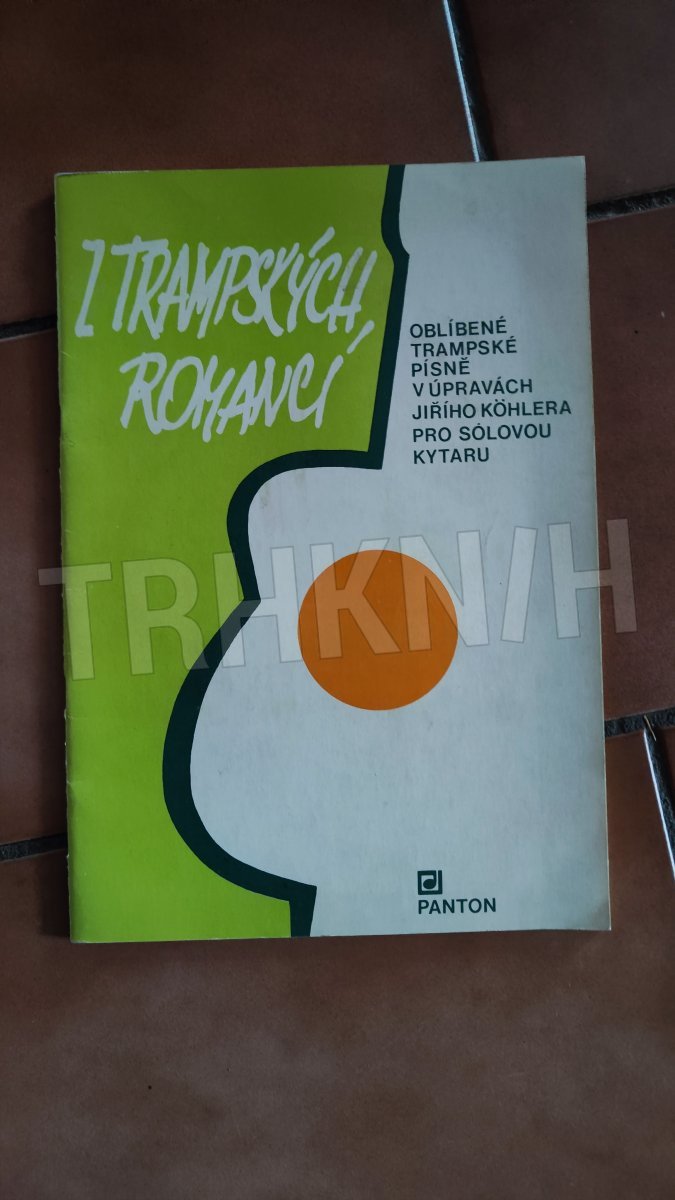 Z TRAMPSKÝCH
ROMANCÍ
OBLÍBENÉ
TRAMPSKÉ
PÍSNĚ
V ÚPRAVÁCH
JIŘÍHO KÖHLERA
PRO SÓLOVOU
KYTARU
TRHKNIH
PANTON